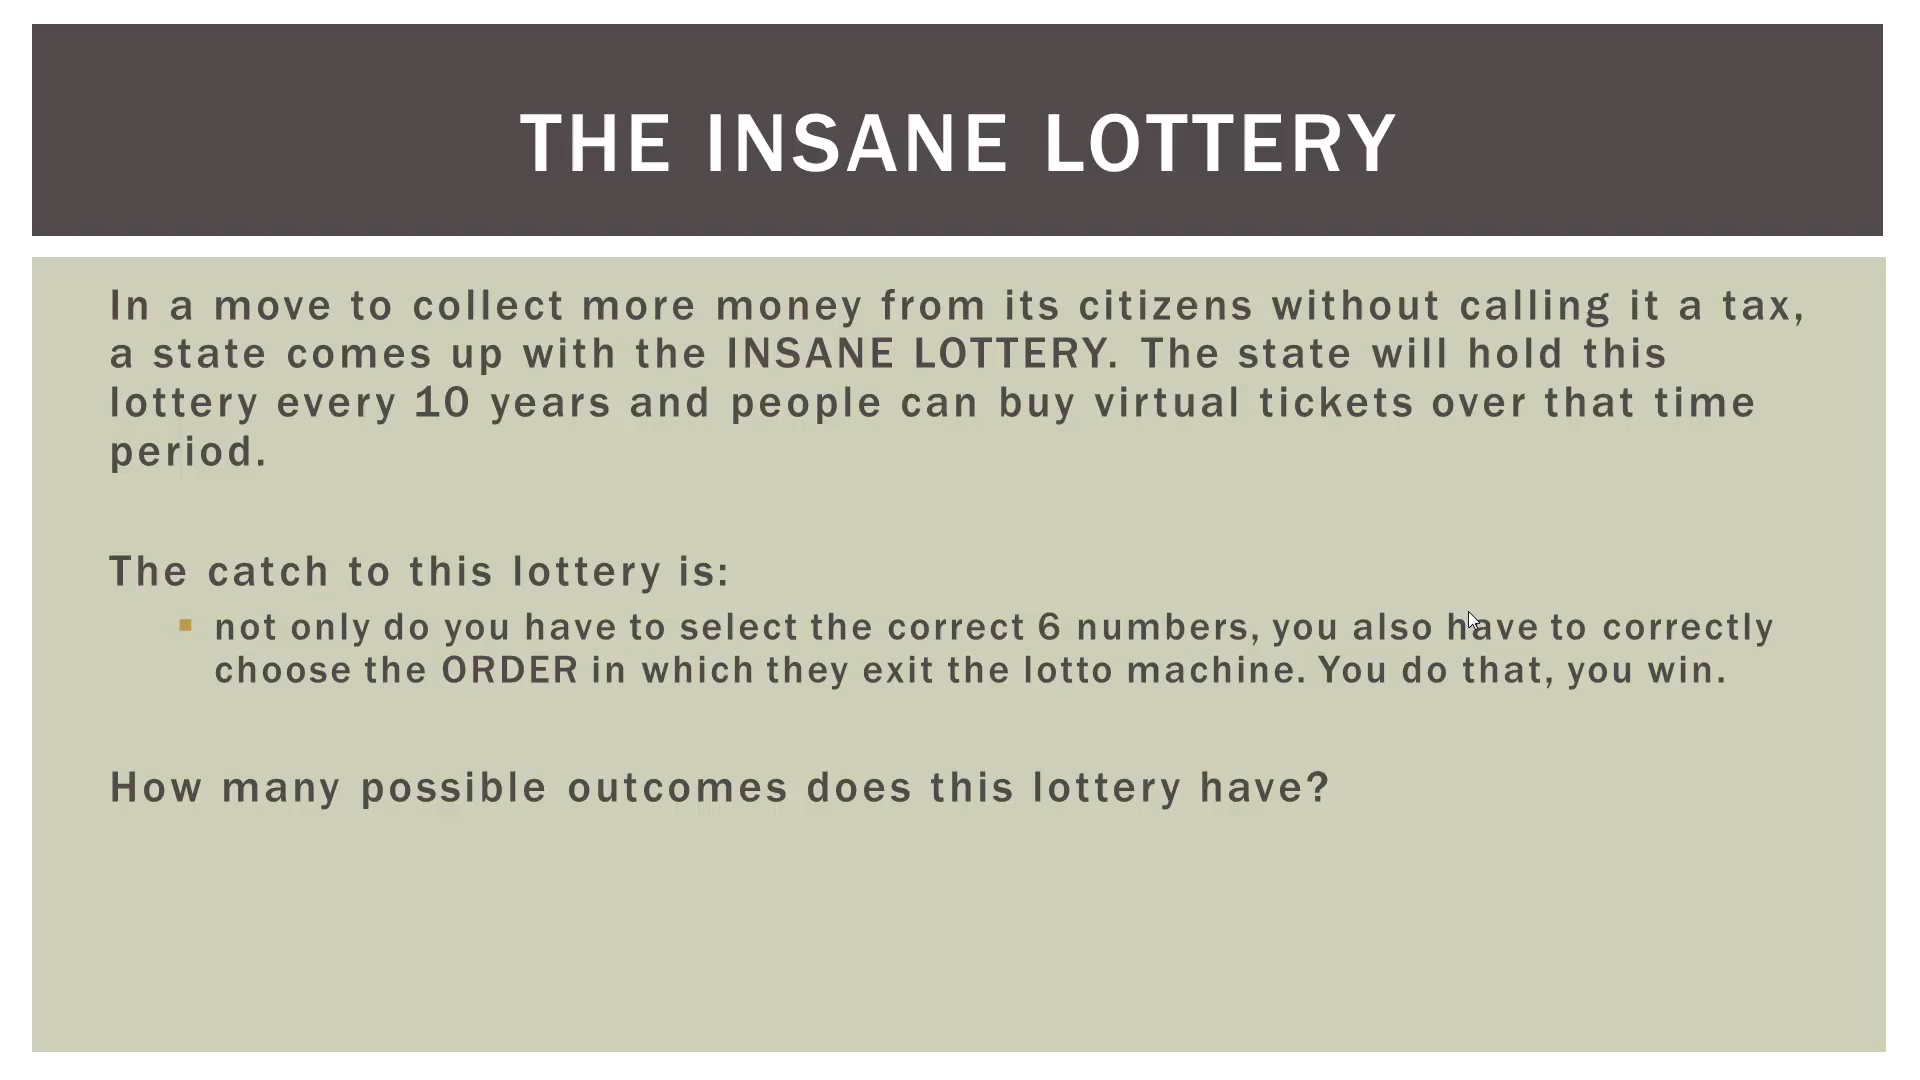 THE INSANE LOTTERY
In a move to collect more money from its citizens without calling it a tax,
a state comes up with the INSANE LOTTERY. The state will hold this
lottery every 10 years and people can buy virtual tickets over that time
period.
The catch to this lottery is:
not only do you have to select the correct 6 numbers, you also have to correctly
choose the ORDER in which they exit the lotto machine. You do that, you win.
How many possible outcomes does this lottery have?